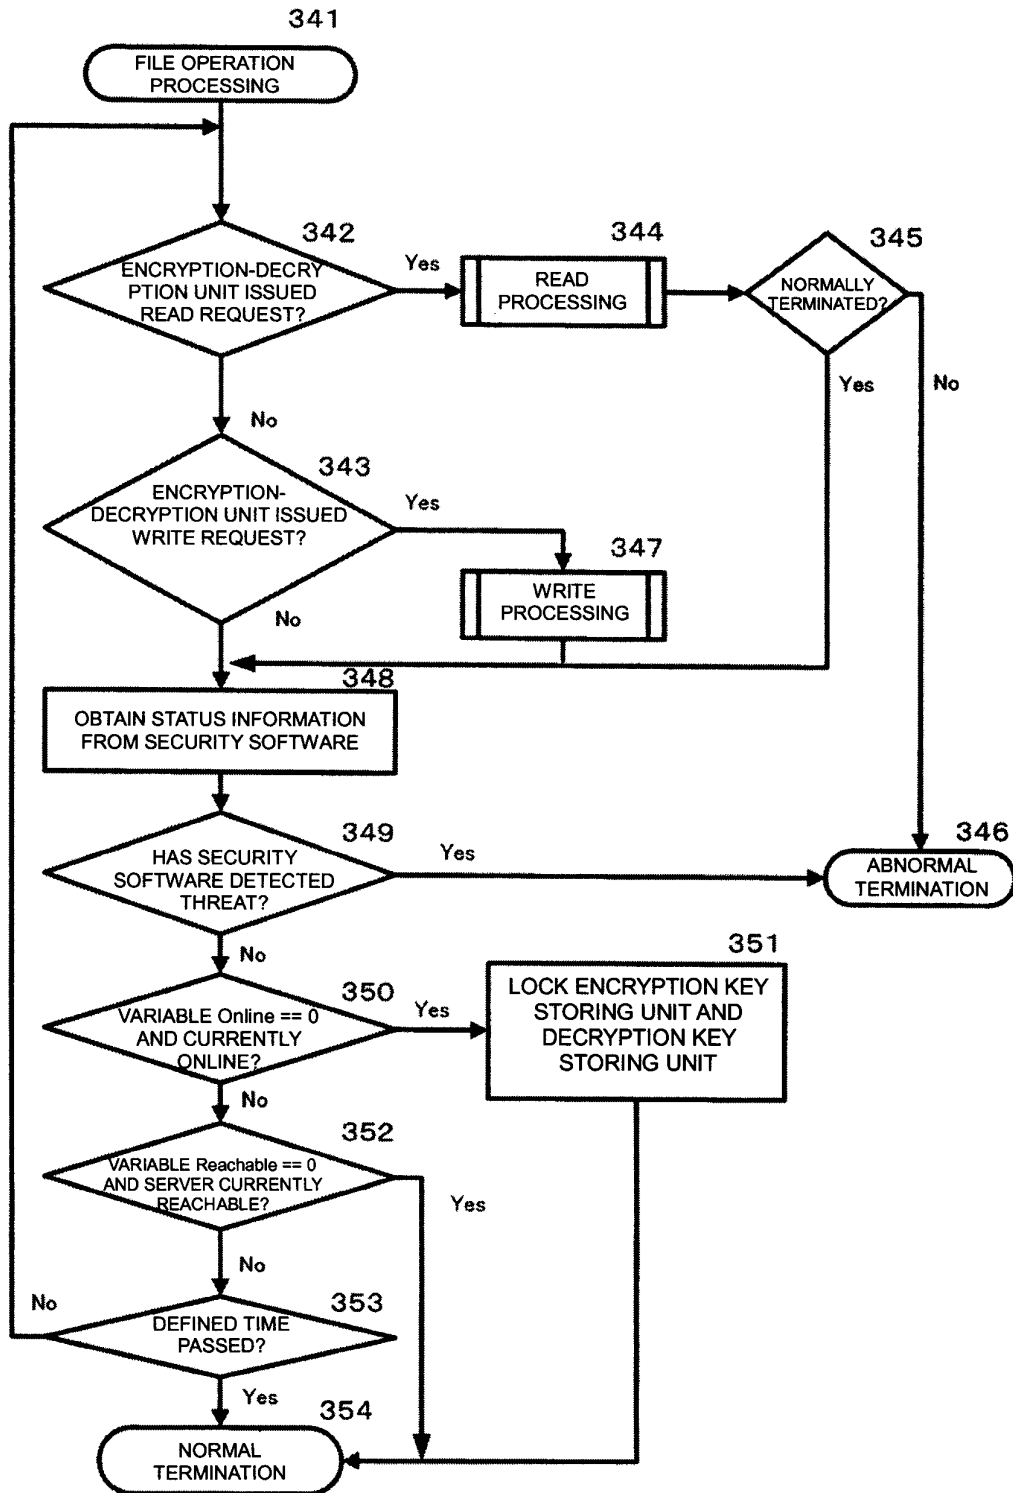 341
FILE OPERATION
PROCESSING
342
ENCRYPTION-DECRY
PTION UNIT ISSUED
READ REQUEST?
Yes
344
READ
PROCESSING
345
NORMALLY
TERMINATED?
Yes
No
No
343
ENCRYPTION-
DECRYPTION UNIT ISSUED
WRITE REQUEST?
Yes
347
WRITE
PROCESSING
No
348
OBTAIN STATUS INFORMATION
FROM SECURITY SOFTWARE
349
HAS SECURITY
SOFTWARE DETECTED
THREAT?
Yes
346
ABNORMAL
TERMINATION
No
350
VARIABLE Online == 0
AND CURRENTLY
ONLINE?
Yes
351
LOCK ENCRYPTION KEY
STORING UNIT AND
DECRYPTION KEY
STORING UNIT
No
352
VARIABLE Reachable == 0
AND SERVER CURRENTLY
REACHABLE?
Yes
No
353
DEFINED TIME
PASSED?
No
Yes
354
NORMAL
TERMINATION